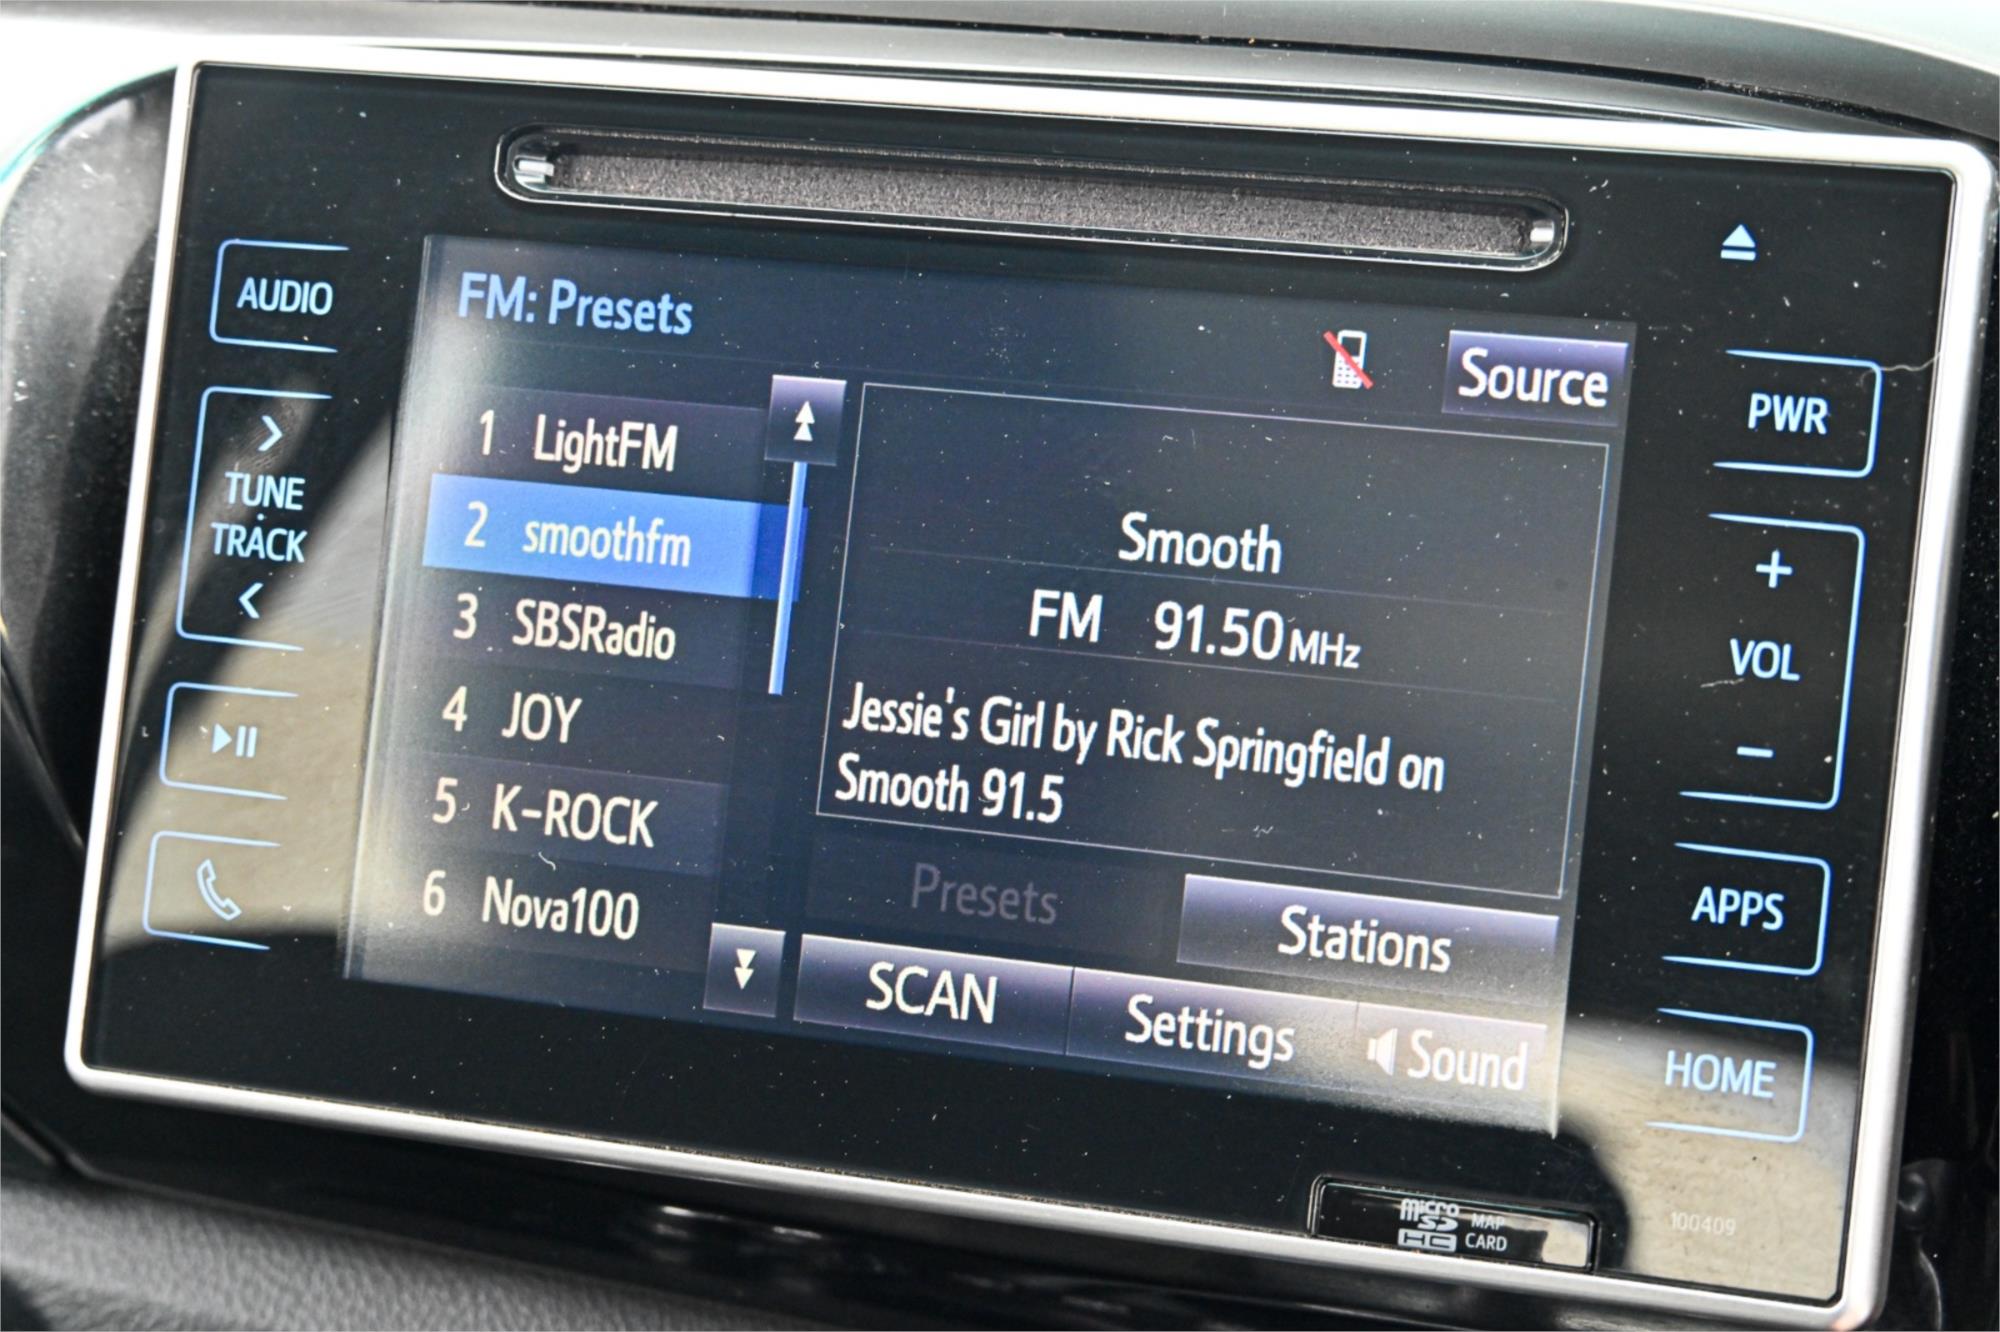 AUDIO
TUNE
TRACK
FM: Presets
Source
1 LightFM
2 smoothfm
3 SBSRadio
4 JOY
5 K-ROCK
6 Nova100
Smooth
FM 91.50 MHz
Jessie's Girl by Rick Springfield on
Smooth 91.5
Presets
Stations
SCAN
Settings
Sound
PWR
+
VOL
-
APPS
HOME
micro SD HC
MAP
CARD
100409